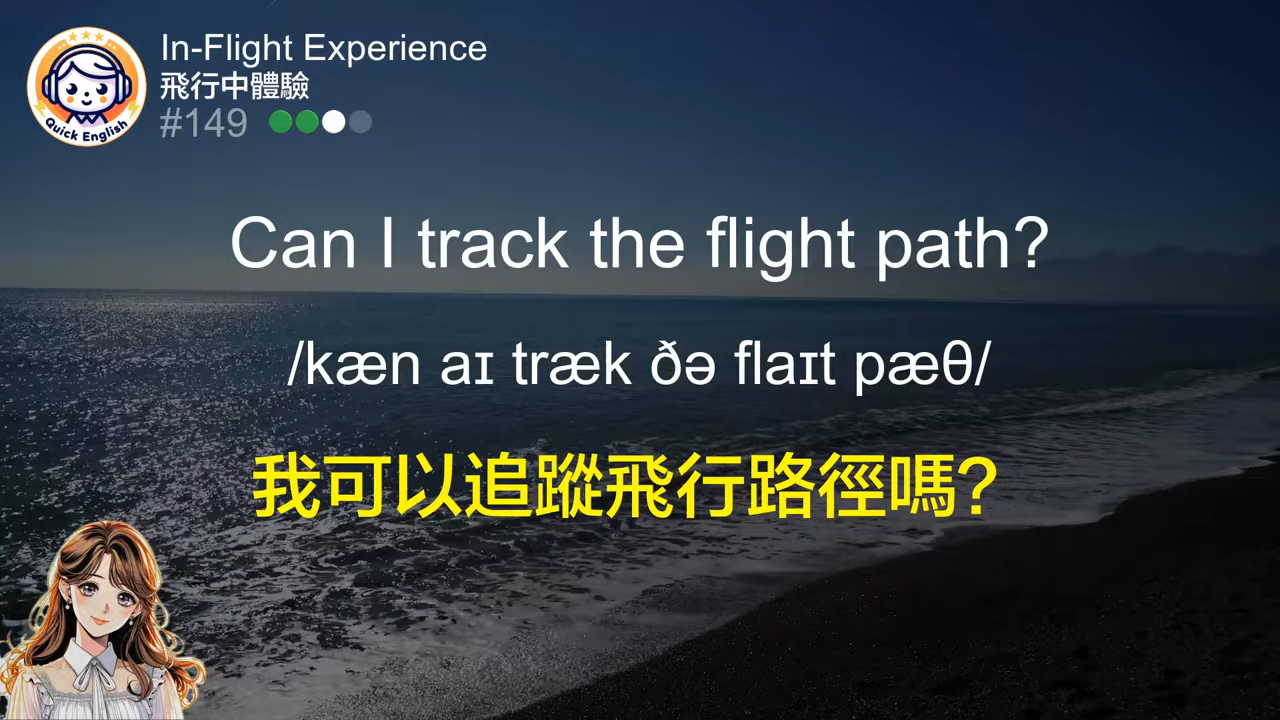 In-Flight Experience
飛行中體驗
#149
Quick English
Can I track the flight path?
/kæn aɪ træk ðə flaɪt pæθ/
我可以追蹤飛行路徑嗎?